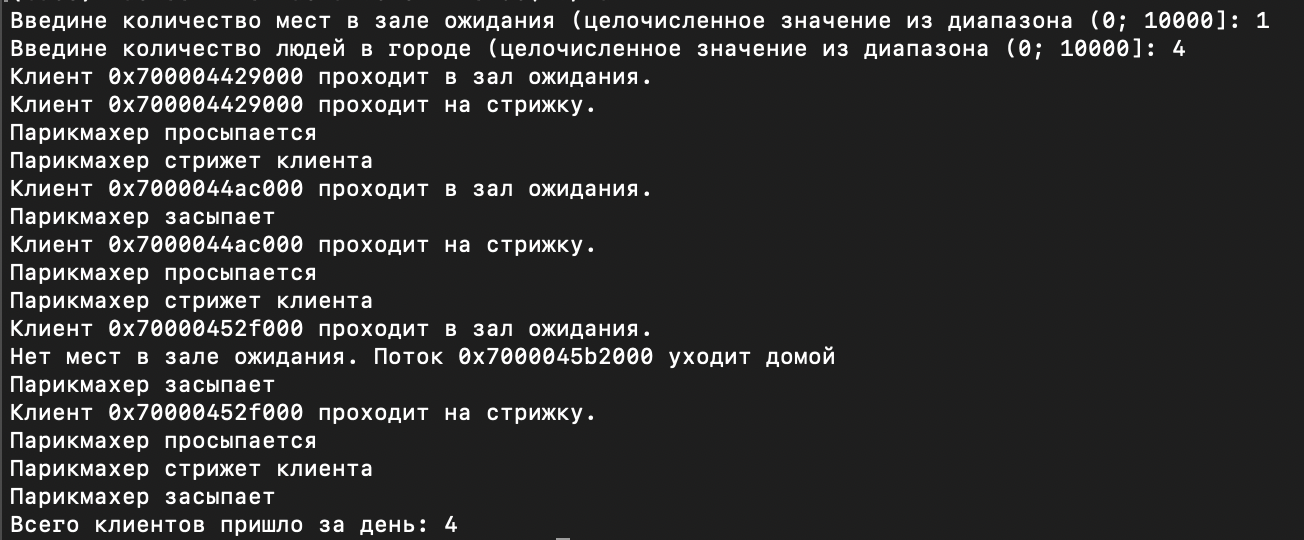 Введине количество мест в зале ожидания (целочисленное значение из диапазона (0; 10000]: 1
Введине количество людей в городе (целочисленное значение из диапазона (0; 10000]: 4
Клиент 0x700004429000 проходит в зал ожидания.
Клиент 0x700004429000 проходит на стрижку.
Парикмахер просыпается
Парикмахер стрижет клиента
Клиент 0x7000044ac000 проходит в зал ожидания.
Парикмахер засыпает
Клиент 0x7000044ac000 проходит на стрижку.
Парикмахер просыпается
Парикмахер стрижет клиента
Клиент 0x70000452f000 проходит в зал ожидания.
Нет мест в зале ожидания. Поток 0x7000045b2000 уходит домой
Парикмахер засыпает
Клиент 0x70000452f000 проходит на стрижку.
Парикмахер просыпается
Парикмахер стрижет клиента
Парикмахер засыпает
Всего клиентов пришло за день: 4